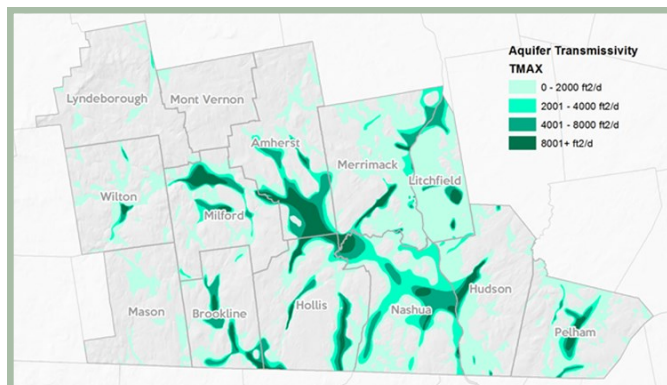 Aquifer Transmissivity
TMAX
0 - 2000 ft2/d
2001 - 4000 ft2/d
4001 - 8000 ft2/d
8001+ ft2/d
Lyndeborough
Mont Vernon
Amherst
Merrimack
Litchfield
Wilton
Milford
Mason
Brookline
Hollis
Nashua
Hudson
Pelham